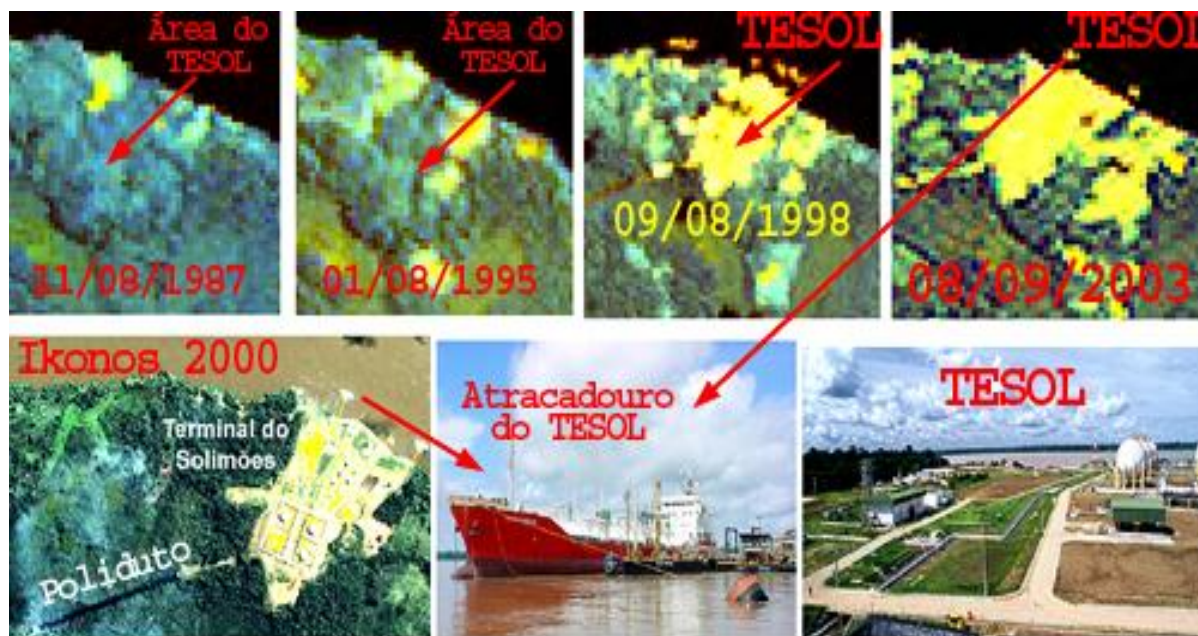 Área do
TESOL
11/08/1987
Área do
TESOL
01/08/1995
TESOL
09/08/1998
TESOL
08/09/2003
Ikonos 2000
Terminal do
Solimões
Poliduto
Atracadouro
do TESOL
TESOL